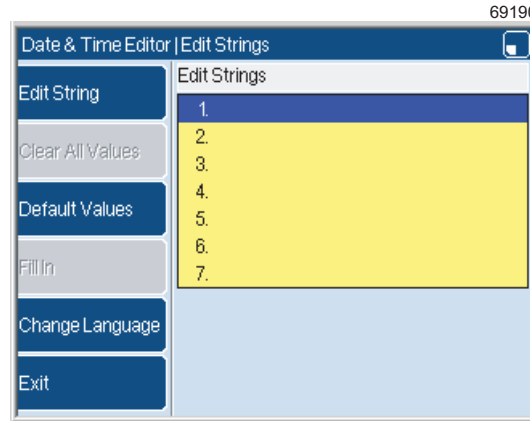 69190
Date & Time Editor | Edit Strings
Edit String
Clear All Values
Default Values
Fill In
Change Language
Exit
Edit Strings
1.
2.
3.
4.
5.
6.
7.